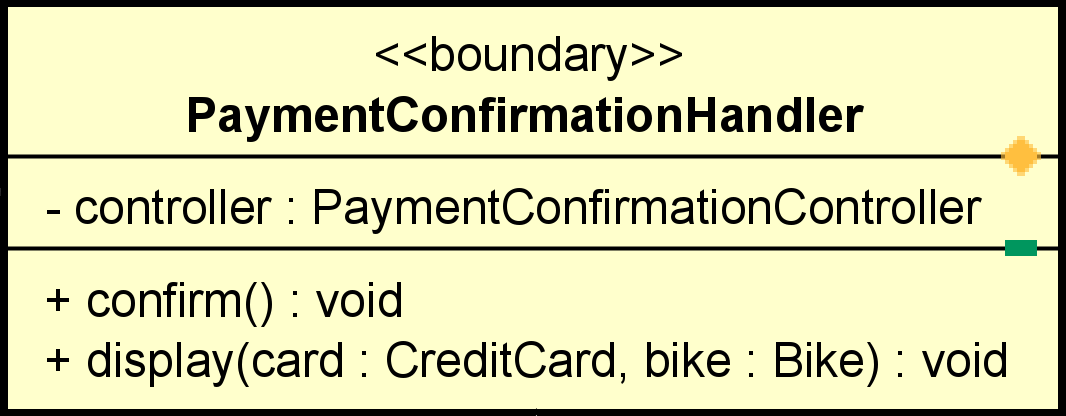 <<boundary>>
PaymentConfirmationHandler
- controller : PaymentConfirmationController
+ confirm() : void
+ display(card : CreditCard, bike : Bike) : void